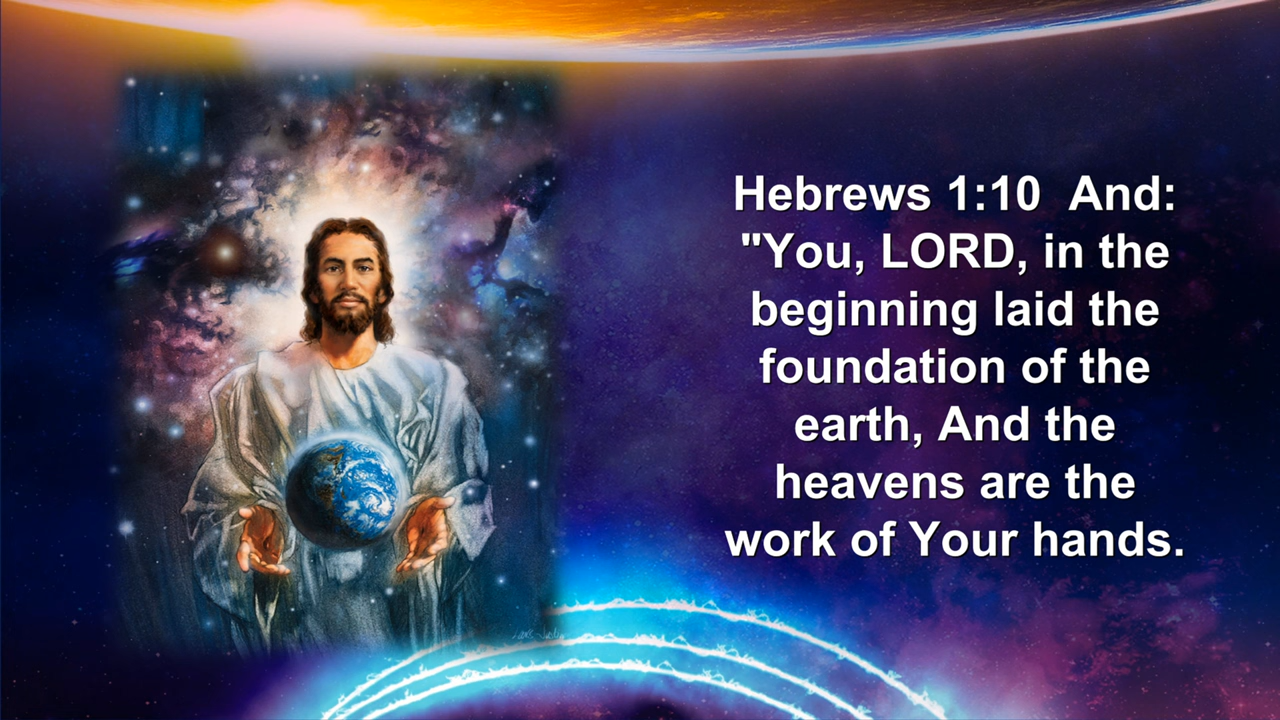 Hebrews 1:10  And:
"You, LORD, in the
beginning laid the
foundation of the
earth, And the
heavens are the
work of Your hands.